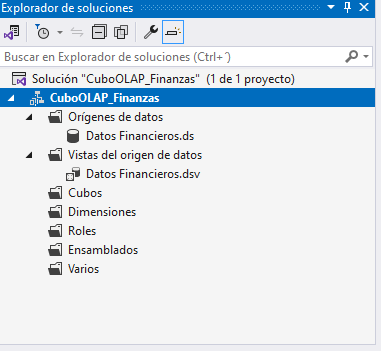 Explorador de soluciones
Buscar en Explorador de soluciones (Ctrl+´)
Solución "CuboOLAP_Finanzas" (1 de 1 proyecto)
CuboOLAP_Finanzas
Orígenes de datos
Datos Financieros.ds
Vistas del origen de datos
Datos Financieros.dsv
Cubos
Dimensiones
Roles
Ensamblados
Varios